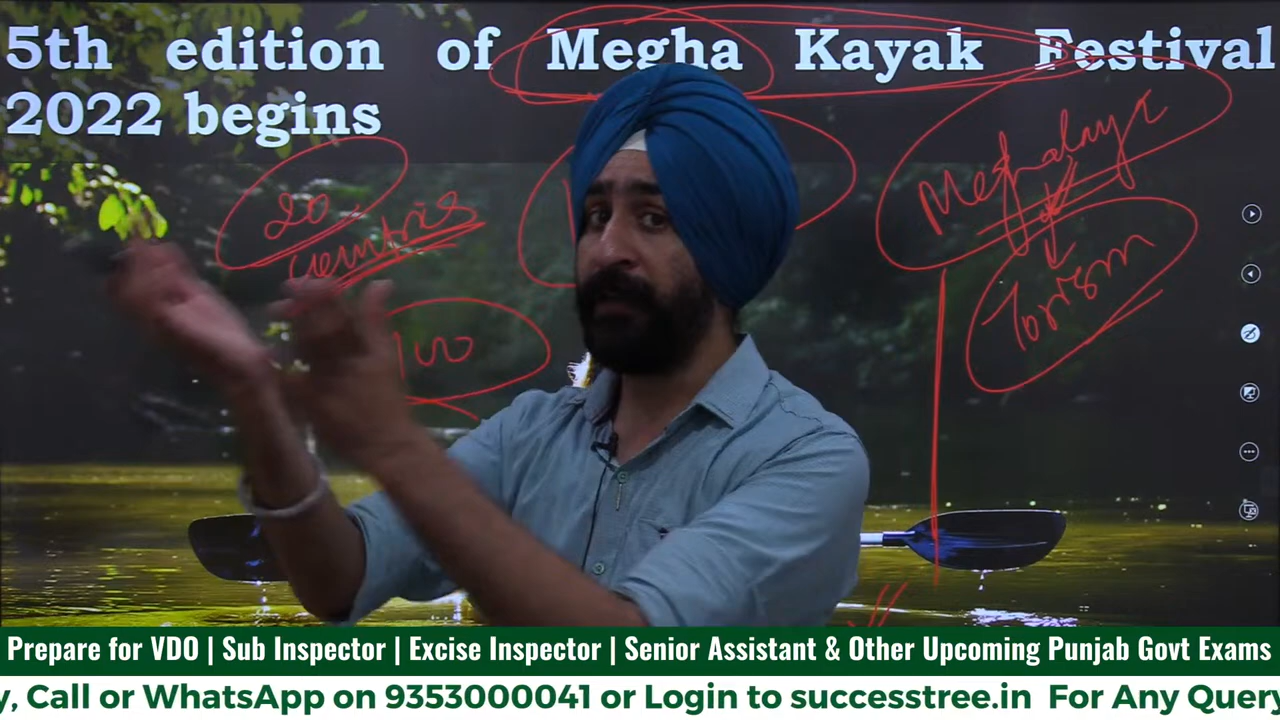 5th edition of Megha Kayak Festival
2022 begins
20
Countries
100
Meghalaya
Torism
Prepare for VDO | Sub Inspector | Excise Inspector | Senior Assistant & Other Upcoming Punjab Govt Exams
y, Call or WhatsApp on 9353000041 or Login to successtree.in For Any Query